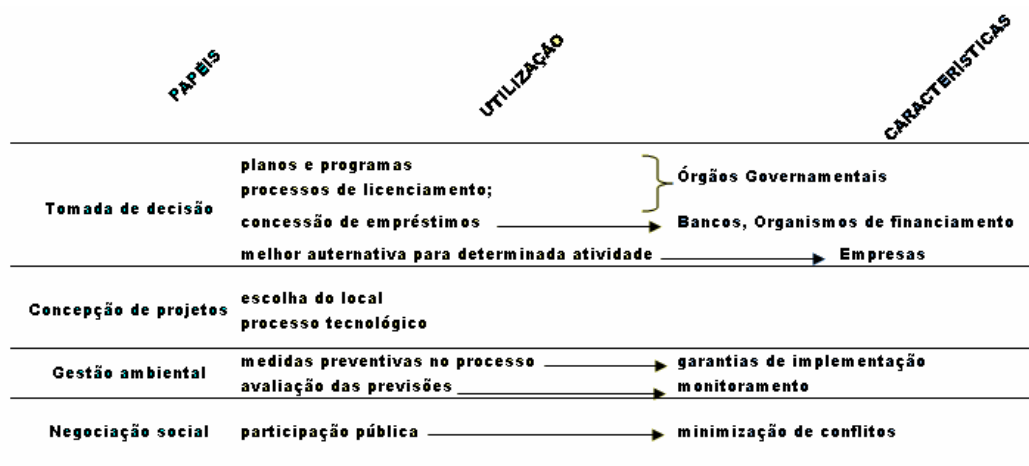 PAPÉIS
UTILIZAÇÃO
CARACTERÍSTICAS
Tomada de decisão
planos e programas
processos de licenciamento;
Órgãos Governamentais
concessão de empréstimos
Bancos, Organismos de financiamento
melhor auternativa para determinada atividade
Empresas
Concepção de projetos
escolha do local
processo tecnológico
Gestão ambiental
medidas preventivas no processo
garantias de implementação
avaliação das previsões
monitoramento
Negociação social
participação pública
minimização de conflitos